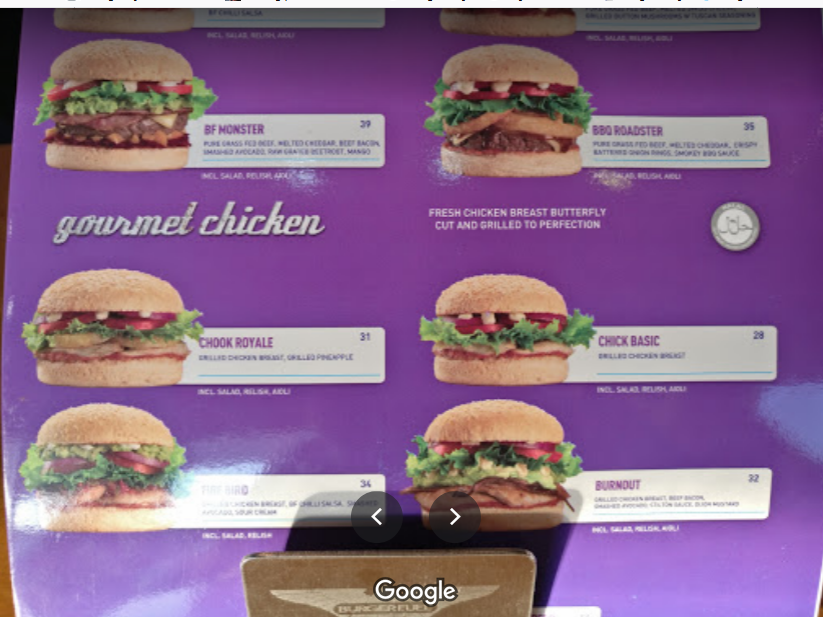 BF CHILLI SALSA
GRILLED BUTTON MUSHROOMS W TUSCAN SEASONING
INCL. SALAD, RELISH, AIOLI
INCL. SALAD, RELISH, AIOLI
BF MONSTER 39
PURE GRASS FED BEEF, MELTED CHEDDAR, BEEF BACON,
SMASHED AVOCADO, RAW GRATED BEETROOT, MANGO
INCL. SALAD, RELISH, AIOLI
BBQ ROADSTER 35
PURE GRASS FED BEEF, MELTED CHEDDAR, CRISPY
BATTERED ONION RINGS, SMOKEY BBQ SAUCE
INCL. SALAD, RELISH, AIOLI
gourmet chicken
FRESH CHICKEN BREAST BUTTERFLY
CUT AND GRILLED TO PERFECTION
حلال
CHOOK ROYALE 31
GRILLED CHICKEN BREAST, GRILLED PINEAPPLE
INCL. SALAD, RELISH, AIOLI
CHICK BASIC 28
GRILLED CHICKEN BREAST
INCL. SALAD, RELISH, AIOLI
BIRD 34
CHICKEN BREAST, BF CHILLI SALSA, SMASHED
AVOCADO, SOUR CREAM
INCL. SALAD, RELISH
BURNOUT 32
GRILLED CHICKEN BREAST, BEEF BACON,
SMASHED AVOCADO, STILTON SAUCE, DIJON MUSTARD
INCL. SALAD, RELISH, AIOLI
Google
BURGERFUEL